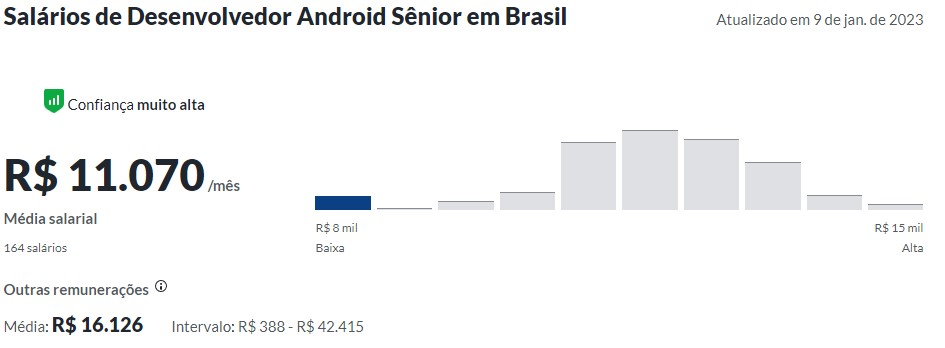 Salários de Desenvolvedor Android Sênior em Brasil
Atualizado em 9 de jan. de 2023
Confiança muito alta
R$ 11.070 /mês
Média salarial
164 salários
R$ 8 mil
R$ 15 mil
Baixa
Alta
Outras remunerações
Média: R$ 16.126 Intervalo: R$ 388 - R$ 42.415